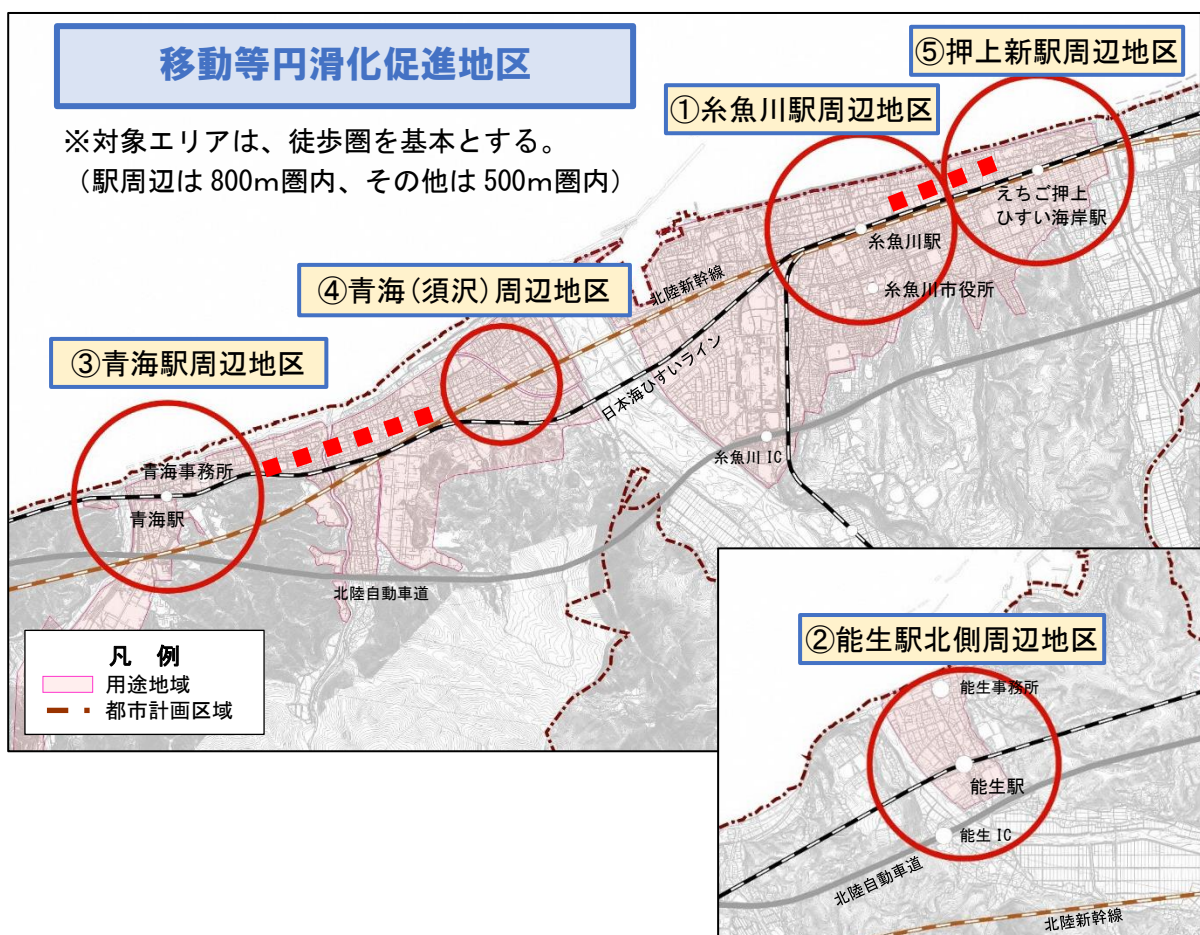 移動等円滑化促進地区
※対象エリアは、徒歩圏を基本とする。
（駅周辺は 800m圏内、その他は 500m圏内）
⑤押上新駅周辺地区
①糸魚川駅周辺地区
えちご押上
ひすい海岸駅
糸魚川駅
糸魚川市役所
④青海（須沢）周辺地区
北陸新幹線
日本海ひすいライン
糸魚川 IC
③青海駅周辺地区
青海事務所
青海駅
北陸自動車道
凡 例
用途地域
都市計画区域
②能生駅北側周辺地区
能生事務所
能生駅
能生 IC
北陸自動車道
北陸新幹線